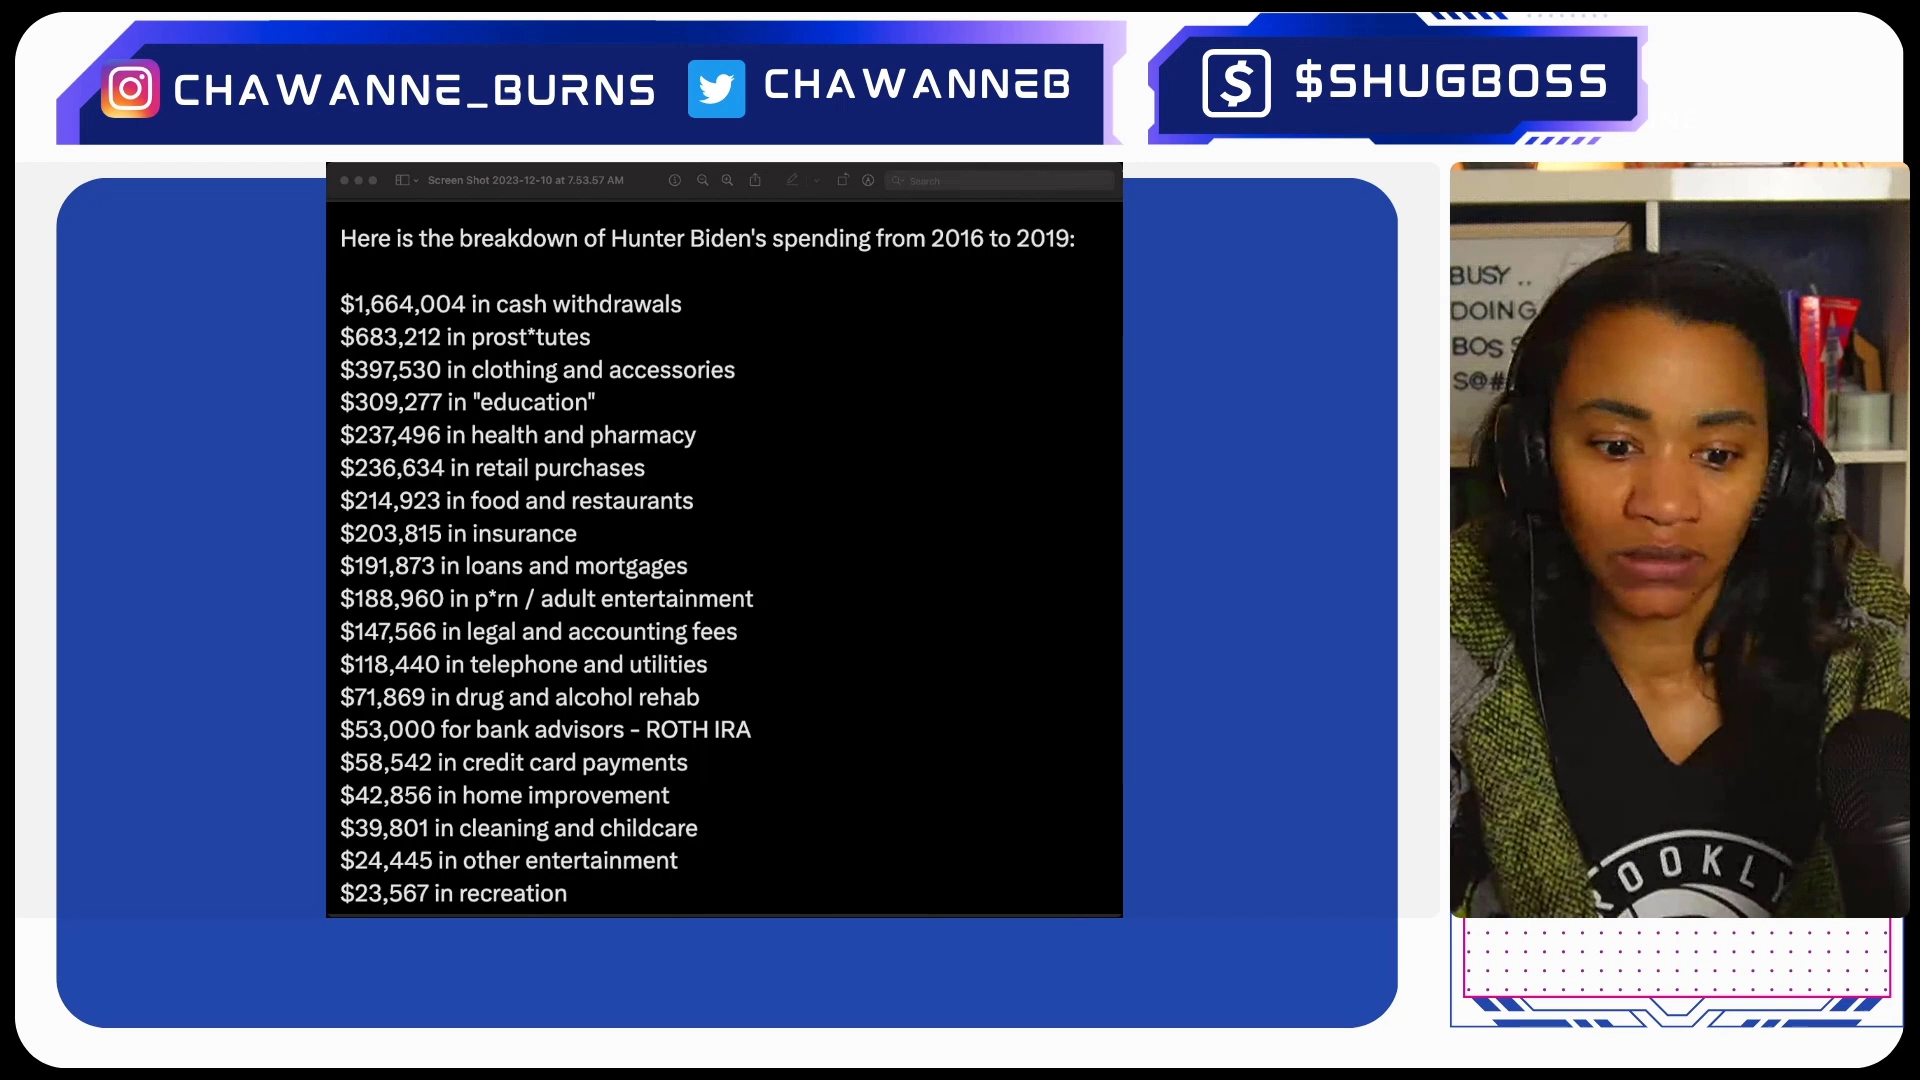 CHAWANNE_BURNS
CHAWANNEB
$SHUGBOSS
Screen Shot 2023-12-10 at 7.53.57 AM
Search
Here is the breakdown of Hunter Biden's spending from 2016 to 2019:
$1,664,004 in cash withdrawals
$683,212 in prost*tutes
$397,530 in clothing and accessories
$309,277 in "education"
$237,496 in health and pharmacy
$236,634 in retail purchases
$214,923 in food and restaurants
$203,815 in insurance
$191,873 in loans and mortgages
$188,960 in p*rn / adult entertainment
$147,566 in legal and accounting fees
$118,440 in telephone and utilities
$71,869 in drug and alcohol rehab
$53,000 for bank advisors - ROTH IRA
$58,542 in credit card payments
$42,856 in home improvement
$39,801 in cleaning and childcare
$24,445 in other entertainment
$23,567 in recreation
BUSY ..
DOING
BOS
S@#
ROOKLY